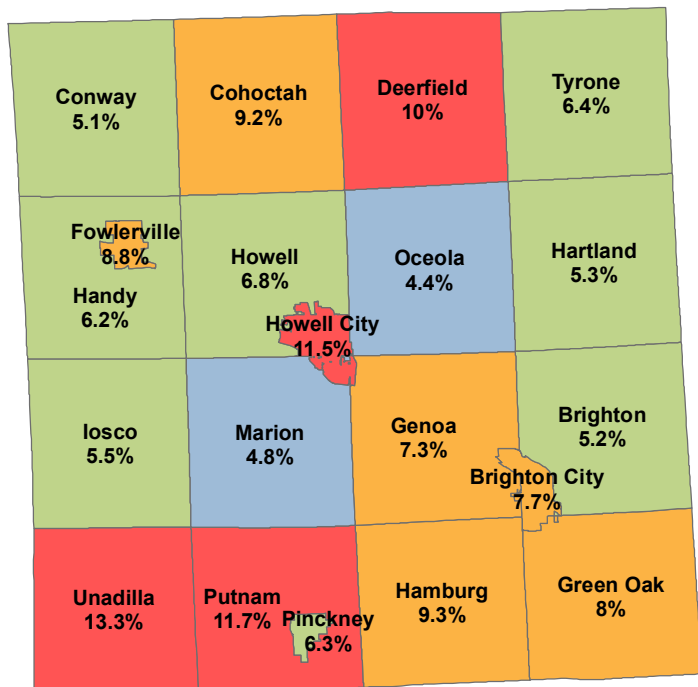 Conway
5.1%
Cohoctah
9.2%
Deerfield
10%
Tyrone
6.4%
Fowlerville
8.8%
Handy
6.2%
Howell
6.8%
Oceola
4.4%
Hartland
5.3%
Howell City
11.5%
Iosco
5.5%
Marion
4.8%
Genoa
7.3%
Brighton
5.2%
Brighton City
7.7%
Unadilla
13.3%
Putnam
11.7%
Pinckney
6.3%
Hamburg
9.3%
Green Oak
8%